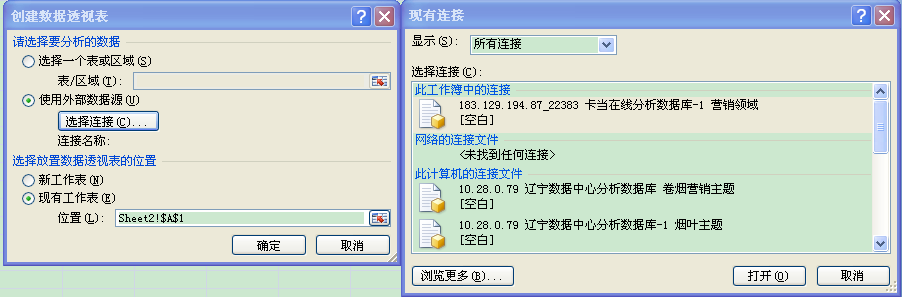 创建数据透视表
请选择要分析的数据
选择一个表或区域(S)
表/区域(T):
使用外部数据源(U)
选择连接(C)...
连接名称:
选择放置数据透视表的位置
新工作表(N)
现有工作表(E)
位置(L): Sheet2!$A$1
确定 取消
现有连接
显示(S): 所有连接
选择连接(C):
此工作簿中的连接
183.129.194.87_22383 卡当在线分析数据库-1 营销领域
[空白]
网络的连接文件
<未找到任何连接>
此计算机的连接文件
10.28.0.79 辽宁数据中心分析数据库 卷烟营销主题
[空白]
10.28.0.79 辽宁数据中心分析数据库-1 烟叶主题
[空白]
浏览更多(B)... 打开(O) 取消